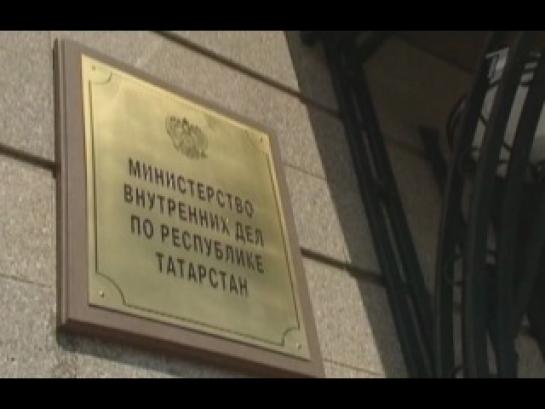 МИНИСТЕРСТВО
ВНУТРЕННИХ ДЕЛ
ПО РЕСПУБЛИКЕ
ТАТАРСТАН